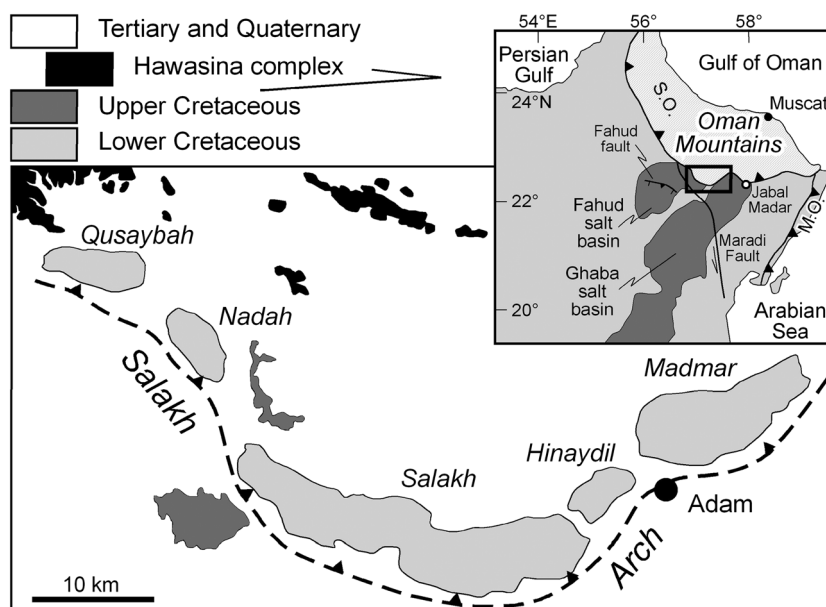 Tertiary and Quaternary
Hawasina complex
Upper Cretaceous
Lower Cretaceous
54°E
56°
58°
Persian
Gulf
Gulf of Oman
24°N
S.O.
Muscat
Oman
Mountains
Fahud
fault
Jabal
Madar
22°
Fahud
salt
basin
Maradi
Fault
M.O.
Ghaba
salt
basin
20°
Arabian
Sea
Qusaybah
Nadah
Madmar
Salakh
Hinaydil
Salakh
Adam
Arch
10 km